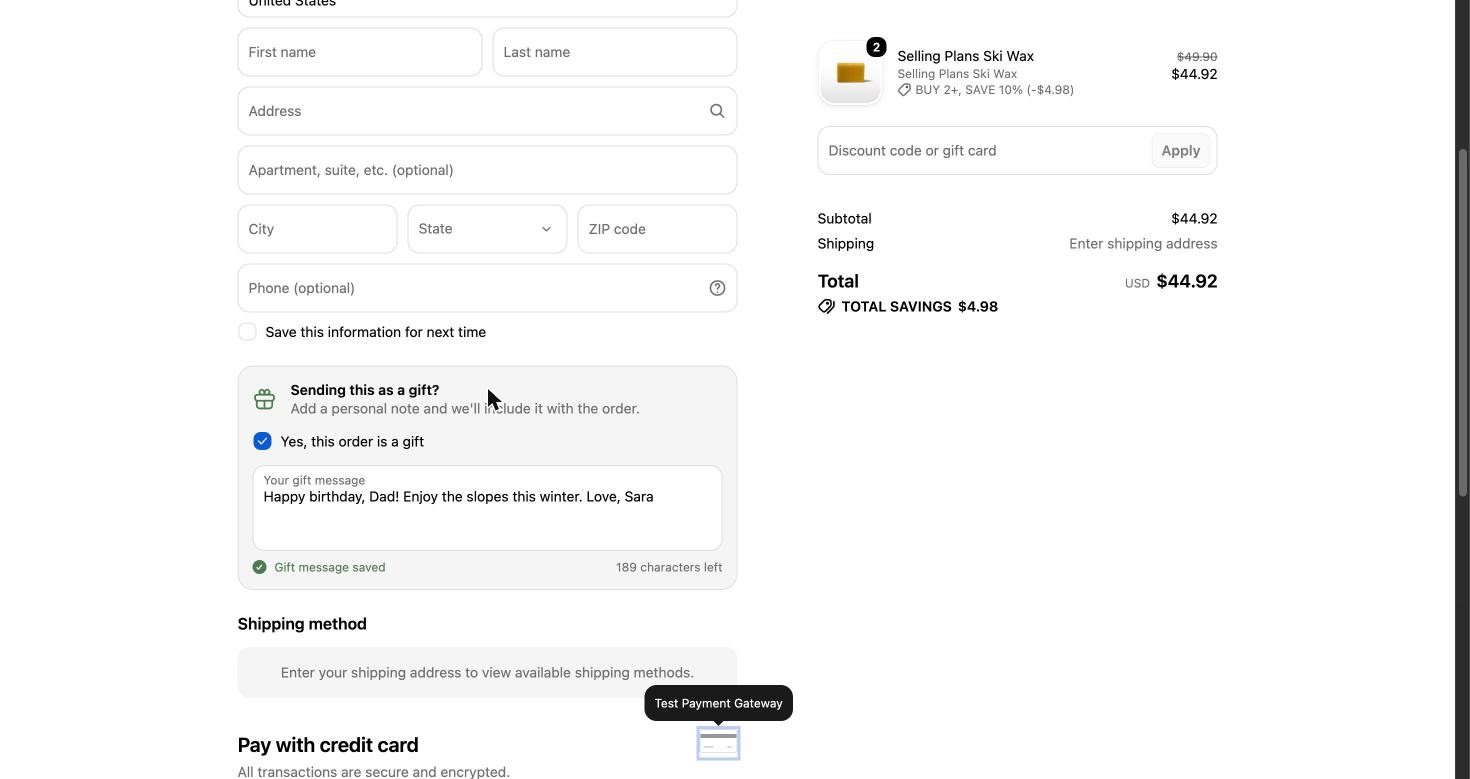 United States
First name
Last name
Address
Apartment, suite, etc. (optional)
City
State
ZIP code
Phone (optional)
Save this information for next time
Sending this as a gift?
Add a personal note and we'll include it with the order.
Yes, this order is a gift
Your gift message
Happy birthday, Dad! Enjoy the slopes this winter. Love, Sara
Gift message saved
189 characters left
Shipping method
Enter your shipping address to view available shipping methods.
Test Payment Gateway
Pay with credit card
All transactions are secure and encrypted.
2
Selling Plans Ski Wax
$49.90
Selling Plans Ski Wax
$44.92
BUY 2+, SAVE 10% (-$4.98)
Discount code or gift card
Apply
Subtotal
$44.92
Shipping
Enter shipping address
Total
USD $44.92
TOTAL SAVINGS $4.98